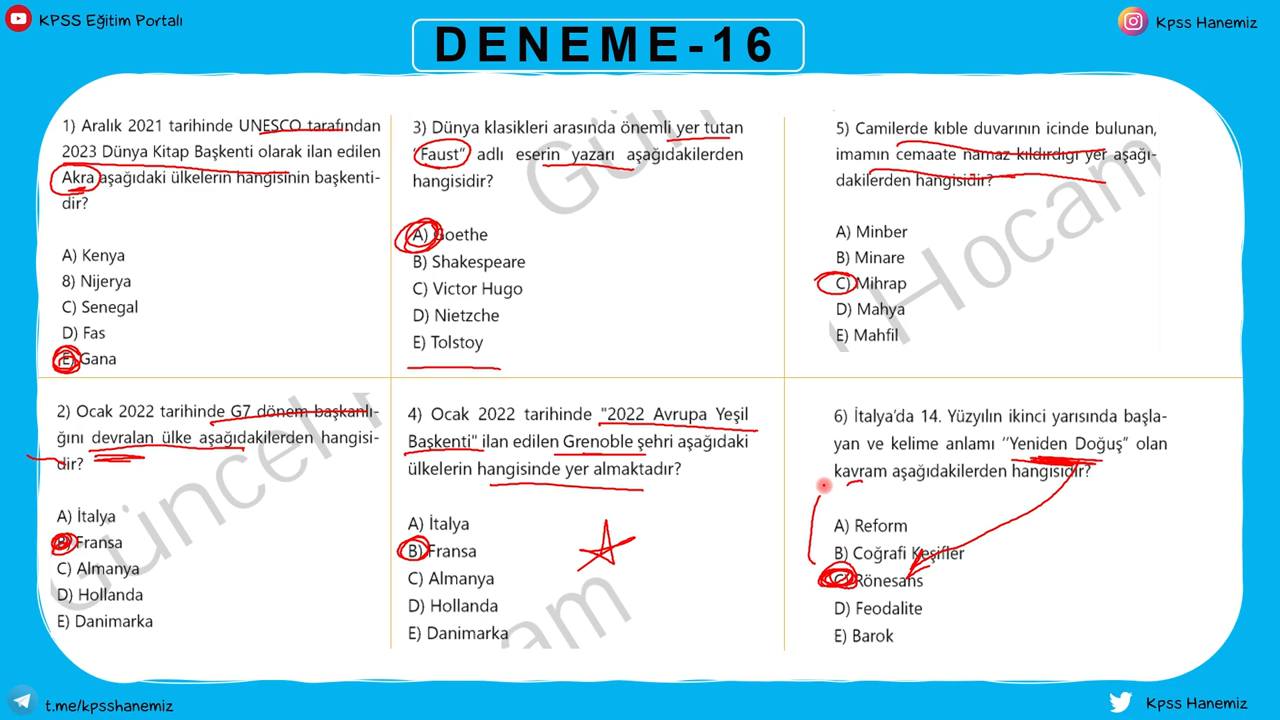 KPSS Eğitim Portalı
Kpss Hanemiz
DENEME-16
1) Aralık 2021 tarihinde UNESCO tarafından
2023 Dünya Kitap Başkenti olarak ilan edilen
Akra aşağıdaki ülkelerin hangisinin başkenti-
dir?
A) Kenya
8) Nijerya
C) Senegal
D) Fas
E) Gana
2) Ocak 2022 tarihinde G7 dönem başkanlı-
ğını devralan ülke aşağıdakilerden hangisi-
dir?
A) İtalya
B) Fransa
C) Almanya
D) Hollanda
E) Danimarka
3) Dünya klasikleri arasında önemli yer tutan
“Faust” adlı eserin yazarı aşağıdakilerden
hangisidir?
A) Goethe
B) Shakespeare
C) Victor Hugo
D) Nietzche
E) Tolstoy
4) Ocak 2022 tarihinde "2022 Avrupa Yeşil
Başkenti" ilan edilen Grenoble şehri aşağıdaki
ülkelerin hangisinde yer almaktadır?
A) İtalya
B) Fransa
C) Almanya
D) Hollanda
E) Danimarka
5) Camilerde kıble duvarının icinde bulunan,
imamın cemaate namaz kıldırdıgı yer aşağı-
dakilerden hangisidir?
A) Minber
B) Minare
C) Mihrap
D) Mahya
E) Mahfil
6) İtalya’da 14. Yüzyılın ikinci yarısında başla-
yan ve kelime anlamı ‘‘Yeniden Doğuş” olan
kavram aşağıdakilerden hangisidir?
A) Reform
B) Coğrafi Keşifler
C) Rönesans
D) Feodalite
E) Barok
Güncel
Hocam
t.me/kpsshanemiz
Kpss Hanemiz